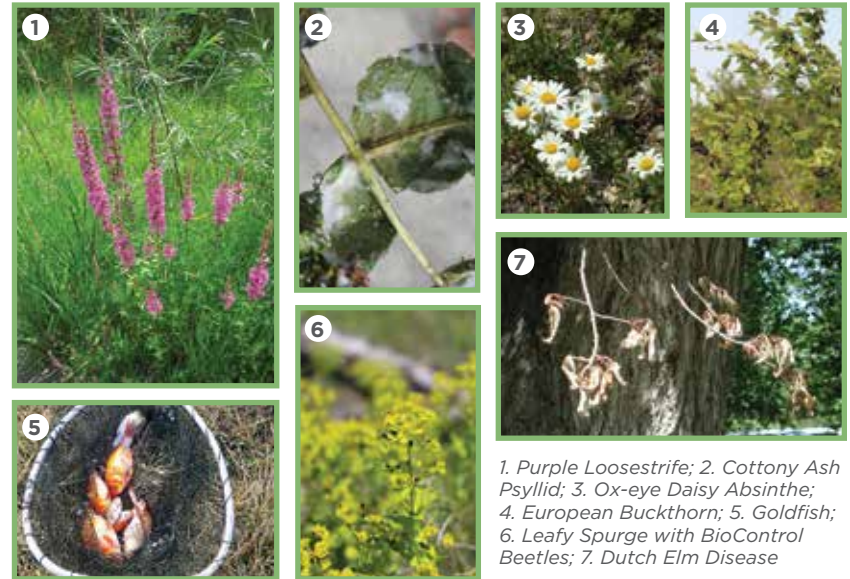 1
2
3
4
5
6
7
1. Purple Loosestrife; 2. Cottony Ash
Psyllid; 3. Ox-eye Daisy Absinthe;
4. European Buckthorn; 5. Goldfish;
6. Leafy Spurge with BioControl
Beetles; 7. Dutch Elm Disease